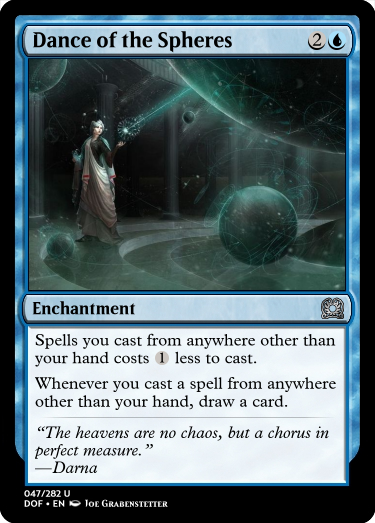 Dance of the Spheres 2
Enchantment
Spells you cast from anywhere other than
your hand costs 1 less to cast.
Whenever you cast a spell from anywhere
other than your hand, draw a card.
"The heavens are no chaos, but a chorus in
perfect measure."
—Darna
047/282 U
DOF • EN Joe Grabenstetter